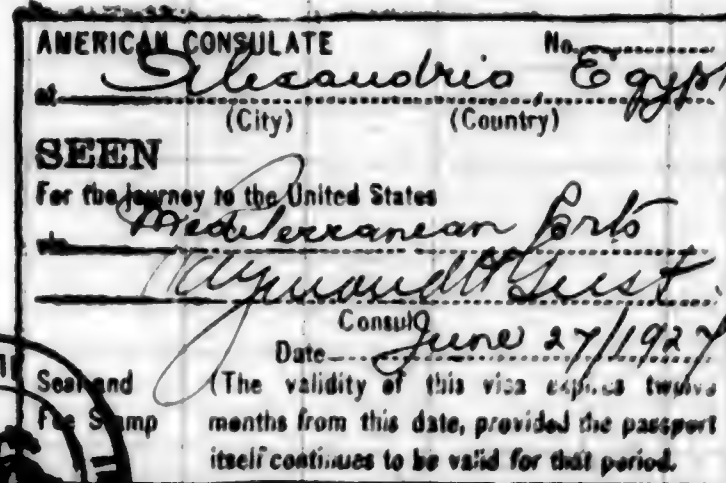 AMERICAN CONSULATE No.
at Alexandria, Egypt
(City) (Country)
SEEN
For the journey to the United States
via Mediterranean Ports
Raymond H Geist.
Consul
Date June 27/1927
Seal and (The validity of this visa expires twelve
Fee Stamp months from this date, provided the passport
itself continues to be valid for that period.